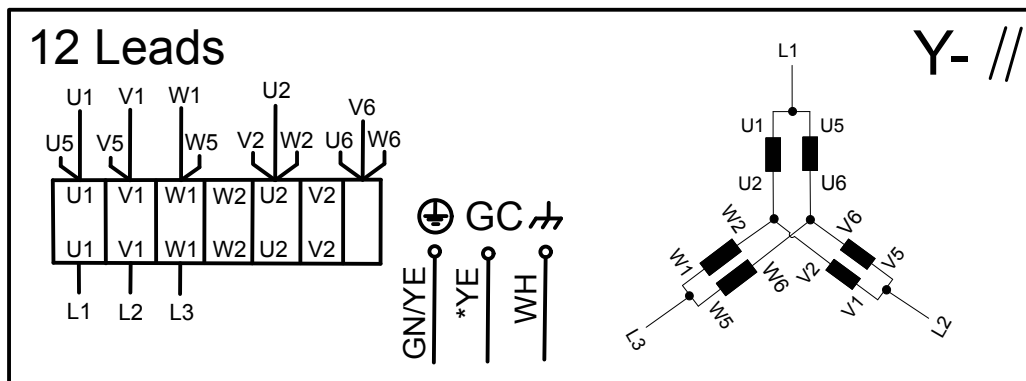 12 Leads
Y- //
U1 V1 W1 U2 V6
U5 V5 W5 V2 W2 U6 W6
U1 V1 W1 W2 U2 V2
U1 V1 W1 W2 U2 V2
L1 L2 L3
GC
GN/YE *YE WH
L1
U1 U5
U2 U6
W2 V6
W1 W6 V2 V5
W5 V1
L3 L2